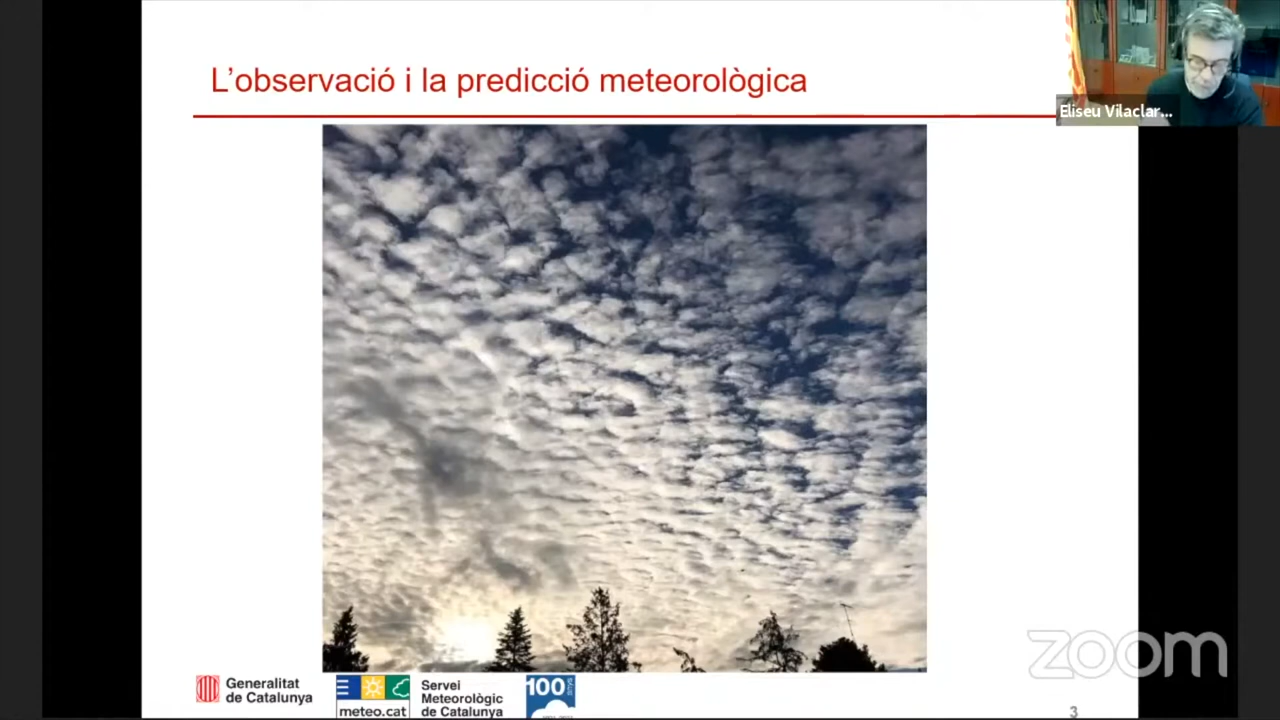 L'observació i la predicció meteorològica
Eliseu Vilaclar...
zoom
Generalitat
de Catalunya
meteo.cat
Servei
Meteorològic
de Catalunya
100
3